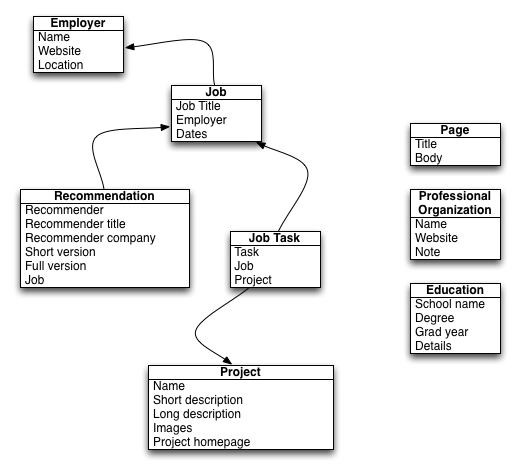 Employer
Name
Website
Location
Job
Job Title
Employer
Dates
Recommendation
Recommender
Recommender title
Recommender company
Short version
Full version
Job
Job Task
Task
Job
Project
Project
Name
Short description
Long description
Images
Project homepage
Page
Title
Body
Professional
Organization
Name
Website
Note
Education
School name
Degree
Grad year
Details